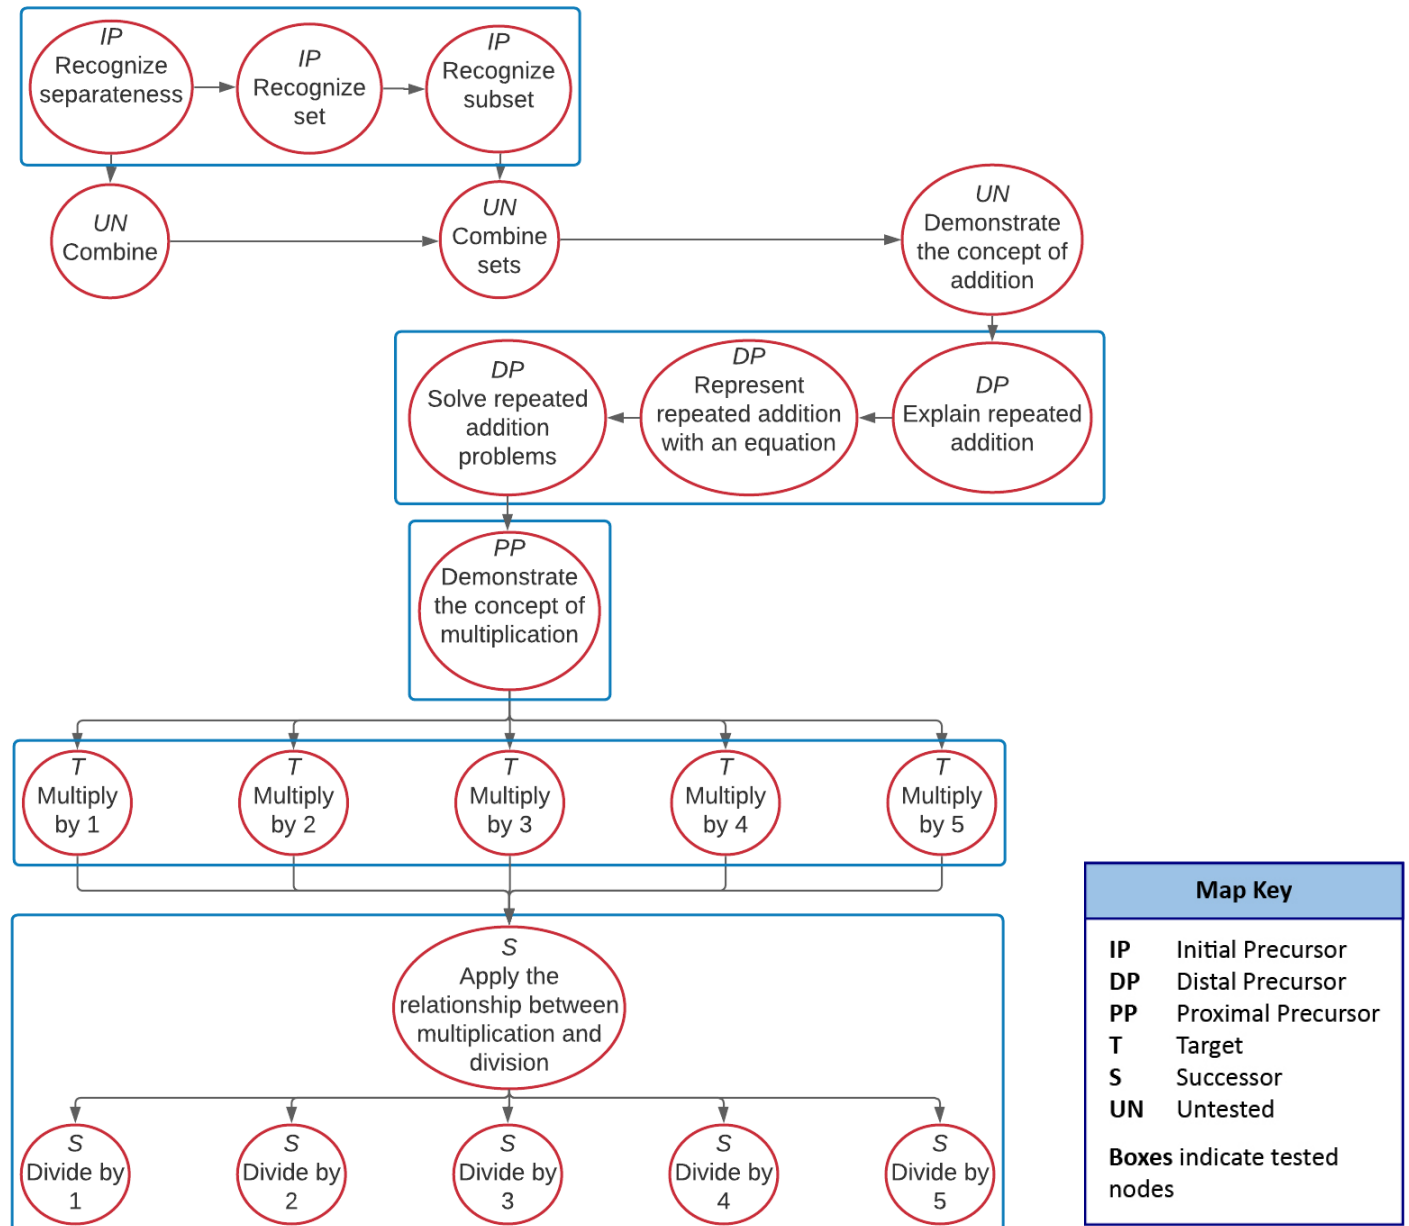 IP
Recognize
separateness
IP
Recognize
set
IP
Recognize
subset
UN
Combine
UN
Combine
sets
UN
Demonstrate
the concept of
addition
DP
Solve repeated
addition
problems
DP
Represent
repeated addition
with an equation
DP
Explain repeated
addition
PP
Demonstrate
the concept of
multiplication
T
Multiply
by 1
T
Multiply
by 2
T
Multiply
by 3
T
Multiply
by 4
T
Multiply
by 5
S
Apply the
relationship between
multiplication and
division
S
Divide by
1
S
Divide by
2
S
Divide by
3
S
Divide by
4
S
Divide by
5
Map Key
IP Initial Precursor
DP Distal Precursor
PP Proximal Precursor
T Target
S Successor
UN Untested
Boxes indicate tested
nodes